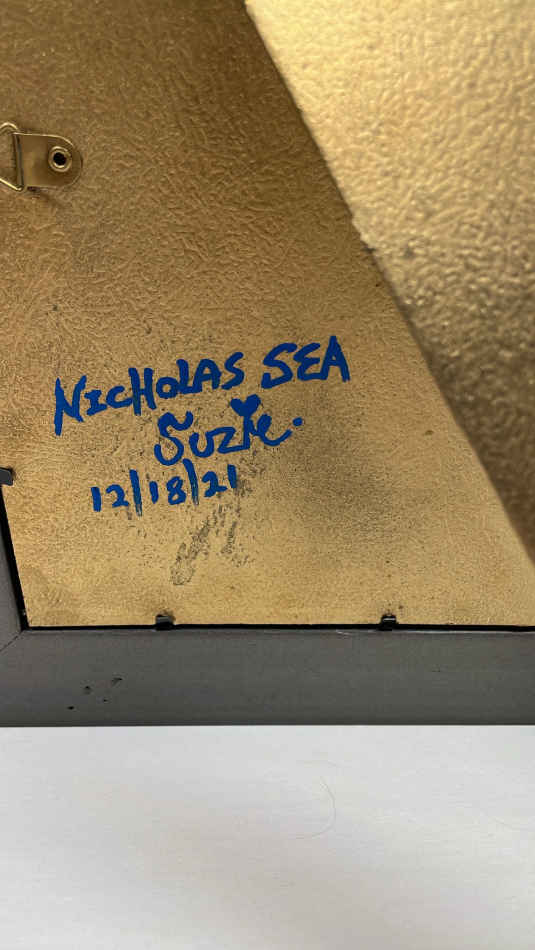 NICHOLAS SEA
Suzie.
12/18/21